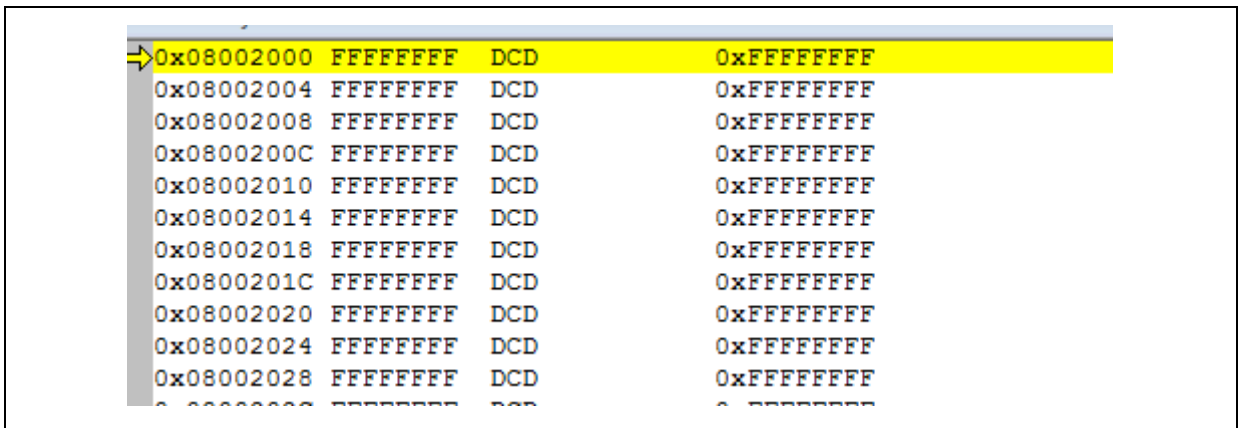 0x08002000 FFFFFFFF DCD 0xFFFFFFFF
0x08002004 FFFFFFFF DCD 0xFFFFFFFF
0x08002008 FFFFFFFF DCD 0xFFFFFFFF
0x0800200C FFFFFFFF DCD 0xFFFFFFFF
0x08002010 FFFFFFFF DCD 0xFFFFFFFF
0x08002014 FFFFFFFF DCD 0xFFFFFFFF
0x08002018 FFFFFFFF DCD 0xFFFFFFFF
0x0800201C FFFFFFFF DCD 0xFFFFFFFF
0x08002020 FFFFFFFF DCD 0xFFFFFFFF
0x08002024 FFFFFFFF DCD 0xFFFFFFFF
0x08002028 FFFFFFFF DCD 0xFFFFFFFF